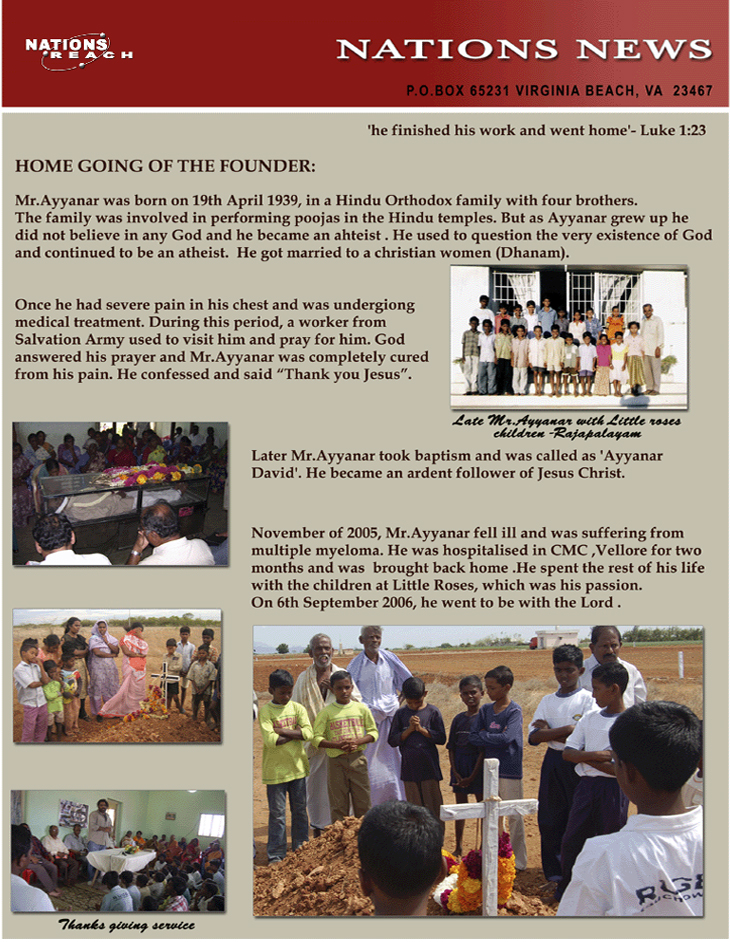 NATIONS
REACH
NATIONS NEWS
P.O.BOX 65231 VIRGINIA BEACH, VA 23467
'he finished his work and went home'- Luke 1:23
HOME GOING OF THE FOUNDER:
Mr.Ayyanar was born on 19th April 1939, in a Hindu Orthodox family with four brothers.
The family was involved in performing poojas in the Hindu temples. But as Ayyanar grew up he
did not believe in any God and he became an ahteist . He used to question the very existence of God
and continued to be an atheist. He got married to a christian women (Dhanam).
Once he had severe pain in his chest and was undergiong
medical treatment. During this period, a worker from
Salvation Army used to visit him and pray for him. God
answered his prayer and Mr.Ayyanar was completely cured
from his pain. He confessed and said “Thank you Jesus”.
Late Mr.Ayyanar with Little roses
children -Rajapalayam
Later Mr.Ayyanar took baptism and was called as 'Ayyanar
David'. He became an ardent follower of Jesus Christ.
November of 2005, Mr.Ayyanar fell ill and was suffering from
multiple myeloma. He was hospitalised in CMC ,Vellore for two
months and was brought back home .He spent the rest of his life
with the children at Little Roses, which was his passion.
On 6th September 2006, he went to be with the Lord .
Thanks giving service